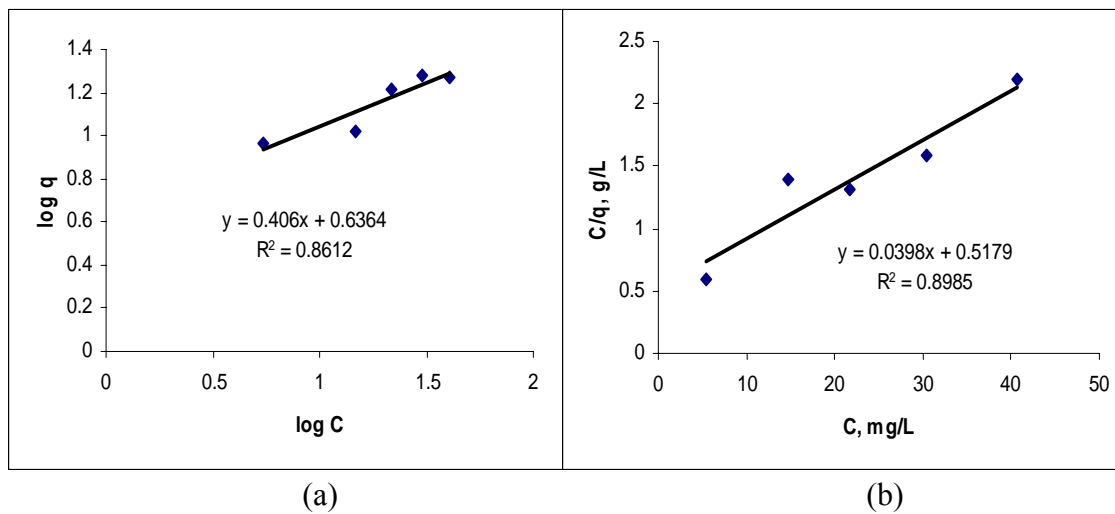 1.4
1.2
1
0.8
0.6
0.4
0.2
0
log q
y = 0.406x + 0.6364
R² = 0.8612
0 0.5 1 1.5 2
log C
(a)
2.5
2
1.5
1
0.5
0
C/q, g/L
y = 0.0398x + 0.5179
R² = 0.8985
0 10 20 30 40 50
C, mg/L
(b)